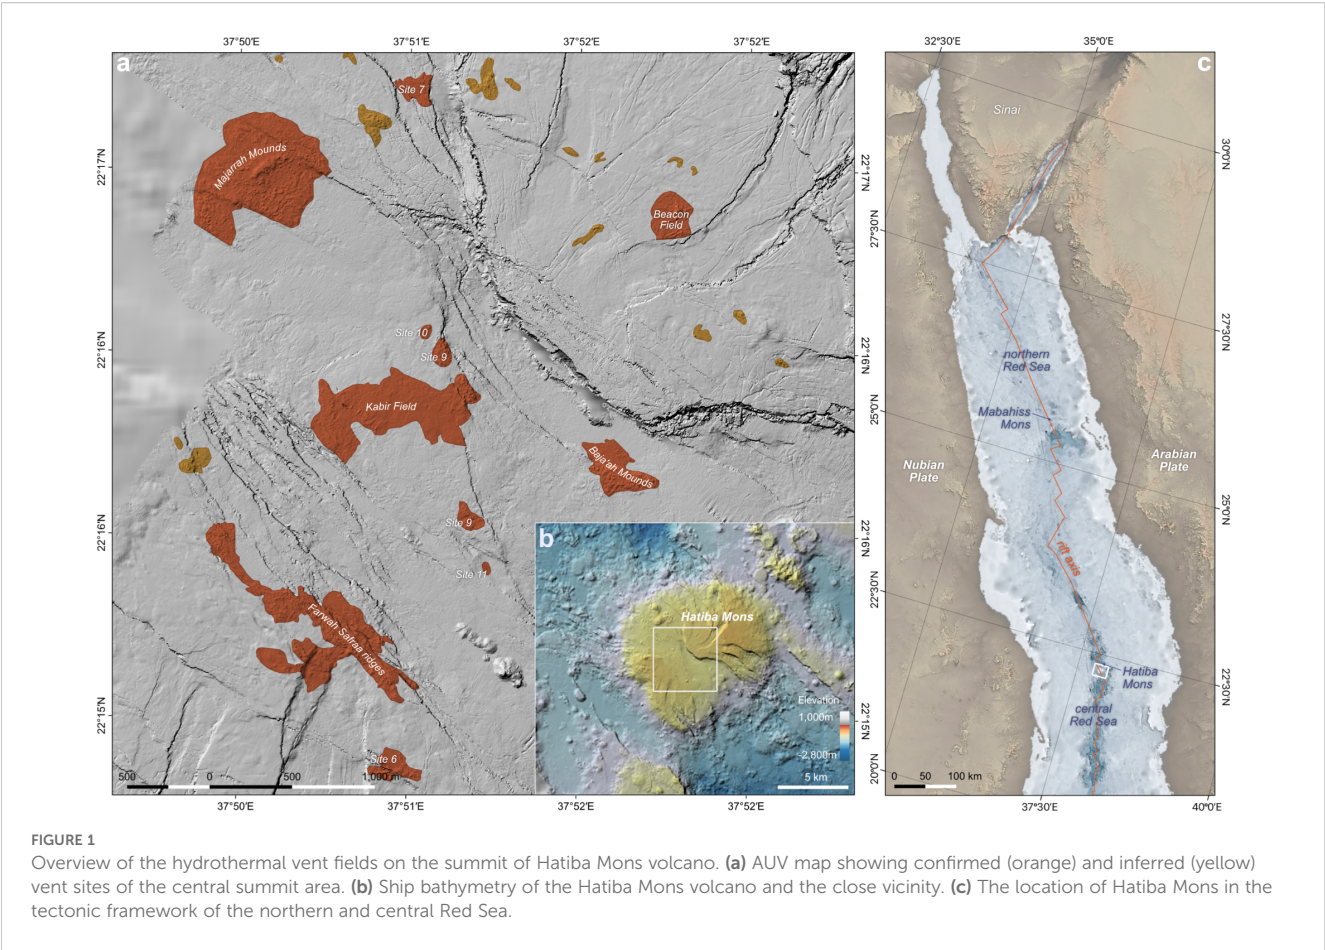 37°50'E
37°51'E
37°52'E
37°52'E
32°30'E
35°0'E
a
c
Site 7
Sinai
Majarrah Mounds
Beacon
Field
22°17'N
22°17'N
30°0'N
27°30'N
27°30'N
Site 10
Site 9
22°16'N
22°16'N
northern
Red Sea
Kabir Field
25°0'N
Mabahiss
Mons
Baja'ah Mounds
Nubian
Plate
Arabian
Plate
Site 9
22°16'N
22°16'N
25°0'N
rift axis
Site 11
b
22°30'N
Farwah Safraa ridges
Hatiba Mons
Hatiba
Mons
22°30'N
central
Red Sea
Elevation
1,000m
-2,800m
5 km
22°15'N
22°15'N
20°0'N
Site 6
500
0
500
1,000 m
0
50
100 km
37°50'E
37°51'E
37°52'E
37°52'E
37°30'E
40°0'E
FIGURE 1
Overview of the hydrothermal vent fields on the summit of Hatiba Mons volcano. (a) AUV map showing confirmed (orange) and inferred (yellow)
vent sites of the central summit area. (b) Ship bathymetry of the Hatiba Mons volcano and the close vicinity. (c) The location of Hatiba Mons in the
tectonic framework of the northern and central Red Sea.